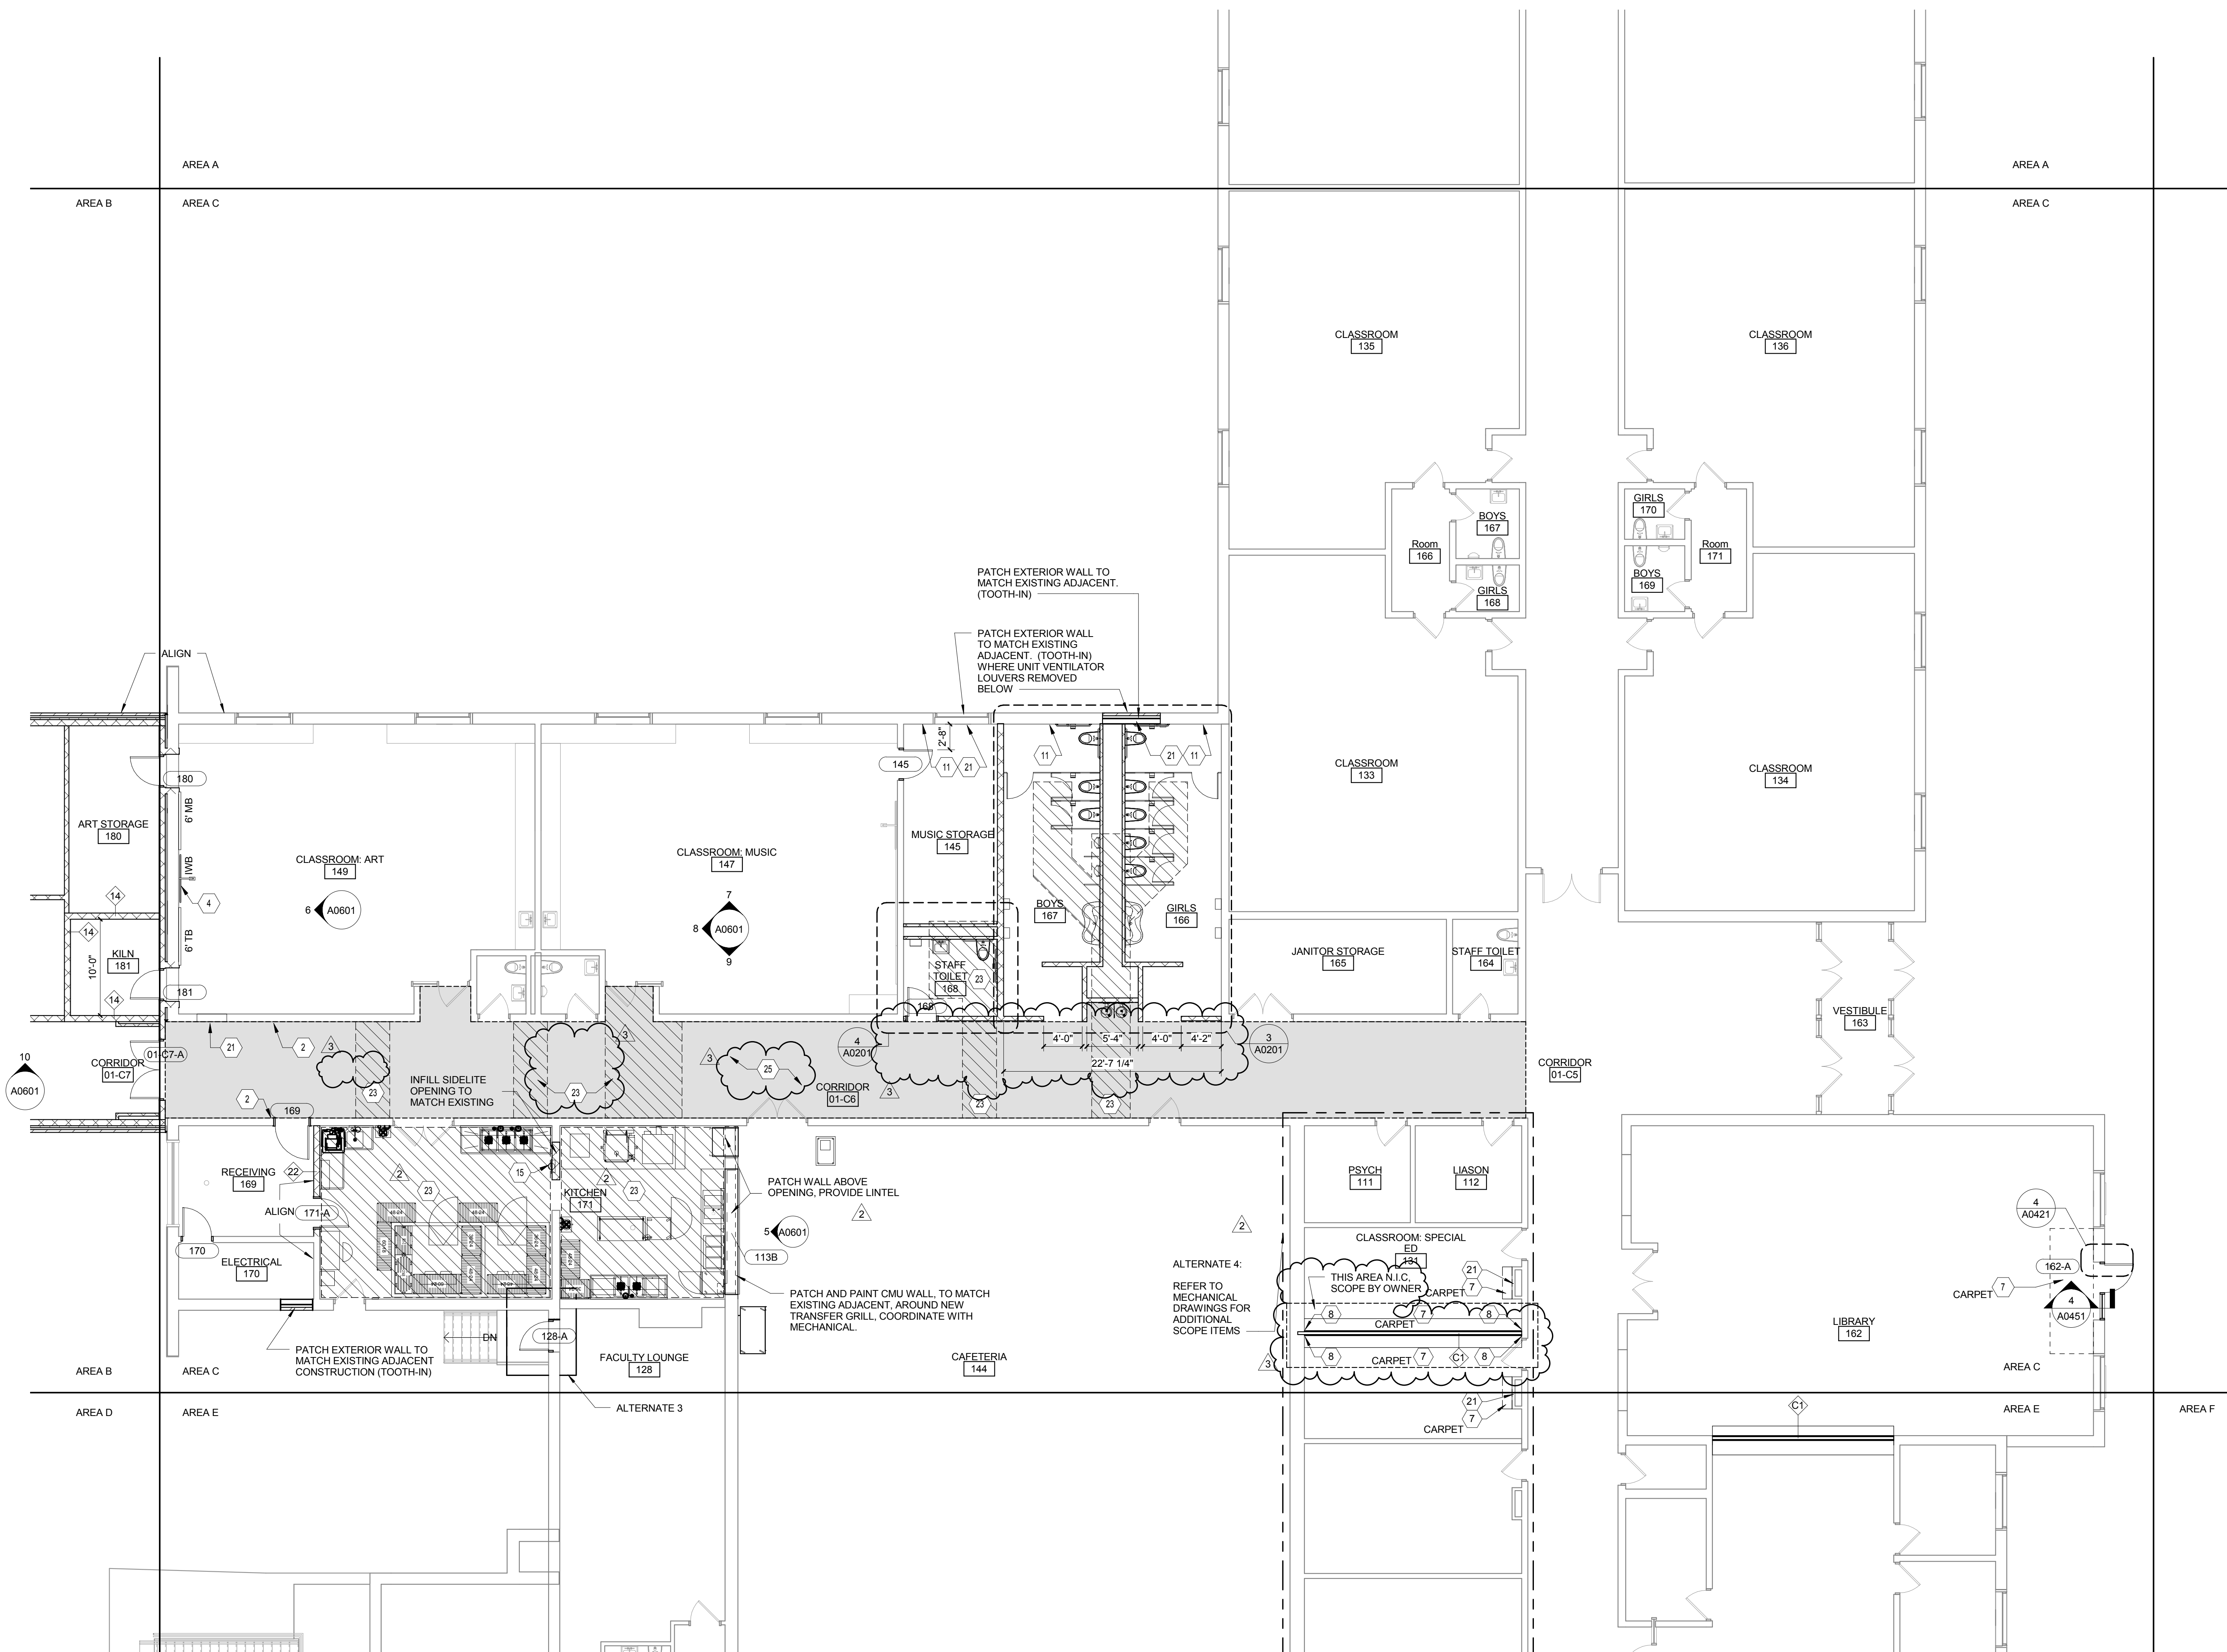 AREA A
AREA A
AREA B
AREA C
AREA C
CLASSROOM
135
CLASSROOM
136
BOYS
167
Room
166
GIRLS
168
GIRLS
170
Room
171
BOYS
169
PATCH EXTERIOR WALL TO
MATCH EXISTING ADJACENT.
(TOOTH-IN)
PATCH EXTERIOR WALL
TO MATCH EXISTING
ADJACENT. (TOOTH-IN)
WHERE UNIT VENTILATOR
LOUVERS REMOVED
BELOW
ALIGN
2'-8"
145
11
21
11
21
11
180
6' MB
IWB
6' TB
4
ART STORAGE
180
14
14
14
KILN
181
10'-0"
181
CLASSROOM: ART
149
6
A0601
CLASSROOM: MUSIC
147
7
8
A0601
9
MUSIC STORAGE
145
STAFF
TOILET
168
23
168
BOYS
167
GIRLS
166
CLASSROOM
133
CLASSROOM
134
JANITOR STORAGE
165
STAFF TOILET
164
VESTIBULE
163
10
A0601
CORRIDOR
01-C7
01-C7-A
21
2
3
23
2
169
INFILL SIDELITE
OPENING TO
MATCH EXISTING
23
3
3
25
CORRIDOR
01-C6
4
A0201
3
4'-0"
5'-4"
4'-0"
4'-2"
22'-7 1/4"
23
23
3
A0201
CORRIDOR
01-C5
RECEIVING
169
22
ALIGN
171-A
170
ELECTRICAL
170
2
23
15
2
23
KITCHEN
171
48-24
48-24
PATCH WALL ABOVE
OPENING, PROVIDE LINTEL
2
5
A0601
113B
PATCH AND PAINT CMU WALL, TO MATCH
EXISTING ADJACENT, AROUND NEW
TRANSFER GRILL, COORDINATE WITH
MECHANICAL.
PATCH EXTERIOR WALL TO
MATCH EXISTING ADJACENT
CONSTRUCTION (TOOTH-IN)
DN
128-A
FACULTY LOUNGE
128
ALTERNATE 3
CAFETERIA
144
2
ALTERNATE 4:
REFER TO
MECHANICAL
DRAWINGS FOR
ADDITIONAL
SCOPE ITEMS
3
PSYCH
111
LIASON
112
CLASSROOM: SPECIAL
ED
131
THIS AREA N.I.C,
SCOPE BY OWNER
21
7
CARPET
8
7
8
CARPET
8
CARPET
7
C1
8
21
7
CARPET
LIBRARY
162
CARPET
7
4
A0421
162-A
4
A0451
AREA B
AREA C
AREA C
AREA D
AREA E
AREA E
AREA F
C1